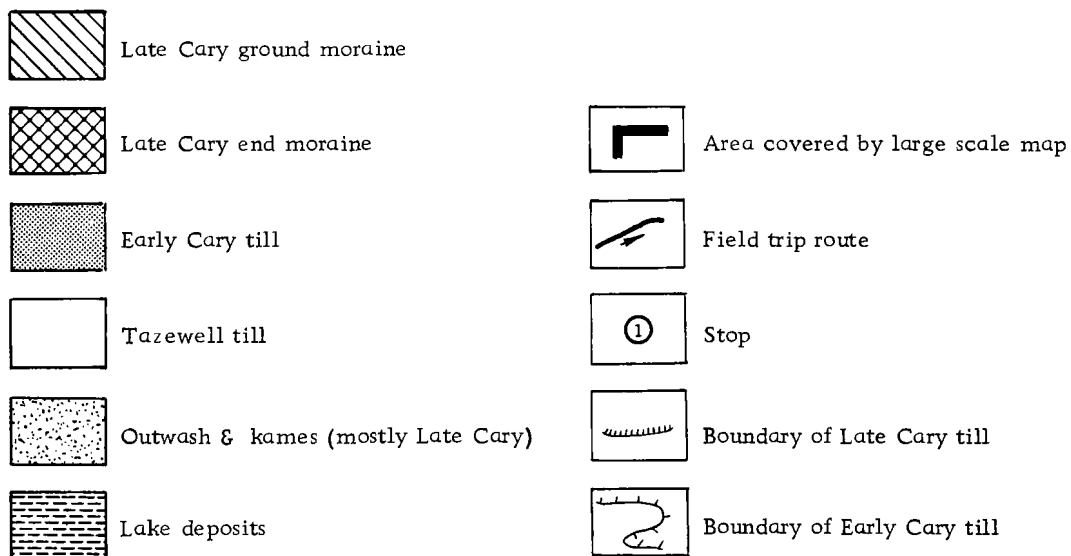 Late Cary ground moraine
Late Cary end moraine
Early Cary till
Tazewell till
Outwash & kames (mostly Late Cary)
Lake deposits
Area covered by large scale map
Field trip route
1
Stop
Boundary of Late Cary till
Boundary of Early Cary till